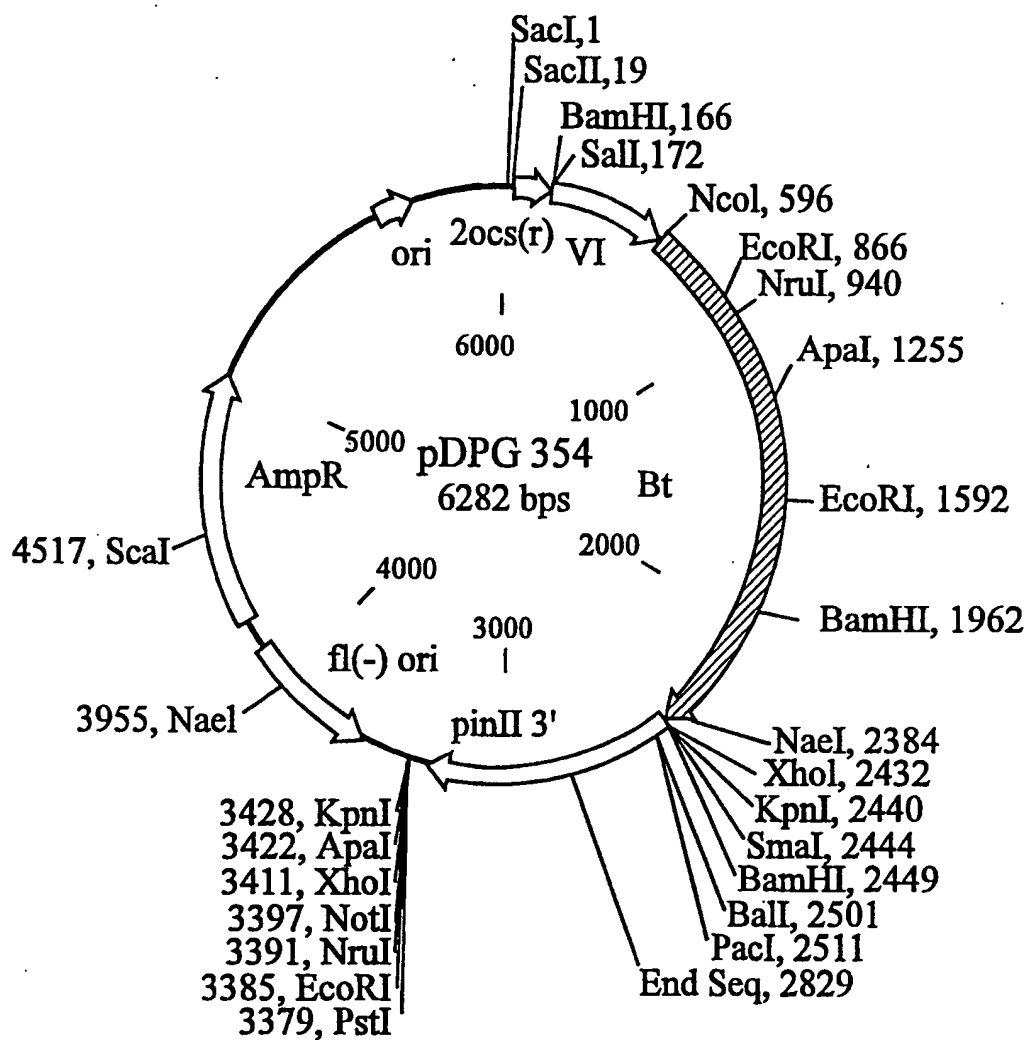 SacI,1
SacII,19
BamHI,166
SalI,172
NcoI, 596
EcoRI, 866
NruI, 940
ApaI, 1255
EcoRI, 1592
BamHI, 1962
NaeI, 2384
XhoI, 2432
KpnI, 2440
SmaI, 2444
BamHI, 2449
BalI, 2501
PacI, 2511
End Seq, 2829
3428, KpnI
3422, ApaI
3411, XhoI
3397, NotI
3391, NruI
3385, EcoRI
3379, PstI
3955, NaeI
4517, ScaI
ori
2ocs(r)
VI
6000
1000
5000
pDPG 354
6282 bps
AmpR
Bt
2000
4000
3000
fl(-) ori
pinII 3'